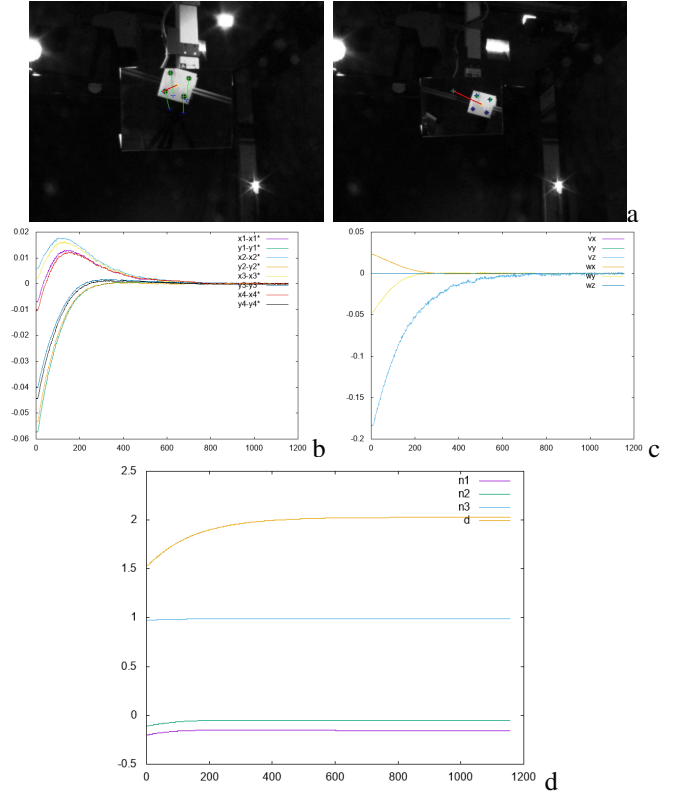 a
0.02
0.01
0
-0.01
-0.02
-0.03
-0.04
-0.05
-0.06
x1-x1*
y1-y1*
x2-x2*
y2-y2*
x3-x3*
y3-y3*
x4-x4*
y4-y4*
0 200 400 600 800 1000 1200
b
0.05
0
-0.05
-0.1
-0.15
-0.2
vx
vy
vz
wx
wy
wz
0 200 400 600 800 1000 1200
c
2.5
2
1.5
1
0.5
0
-0.5
n1
n2
n3
d
0 200 400 600 800 1000 1200
d